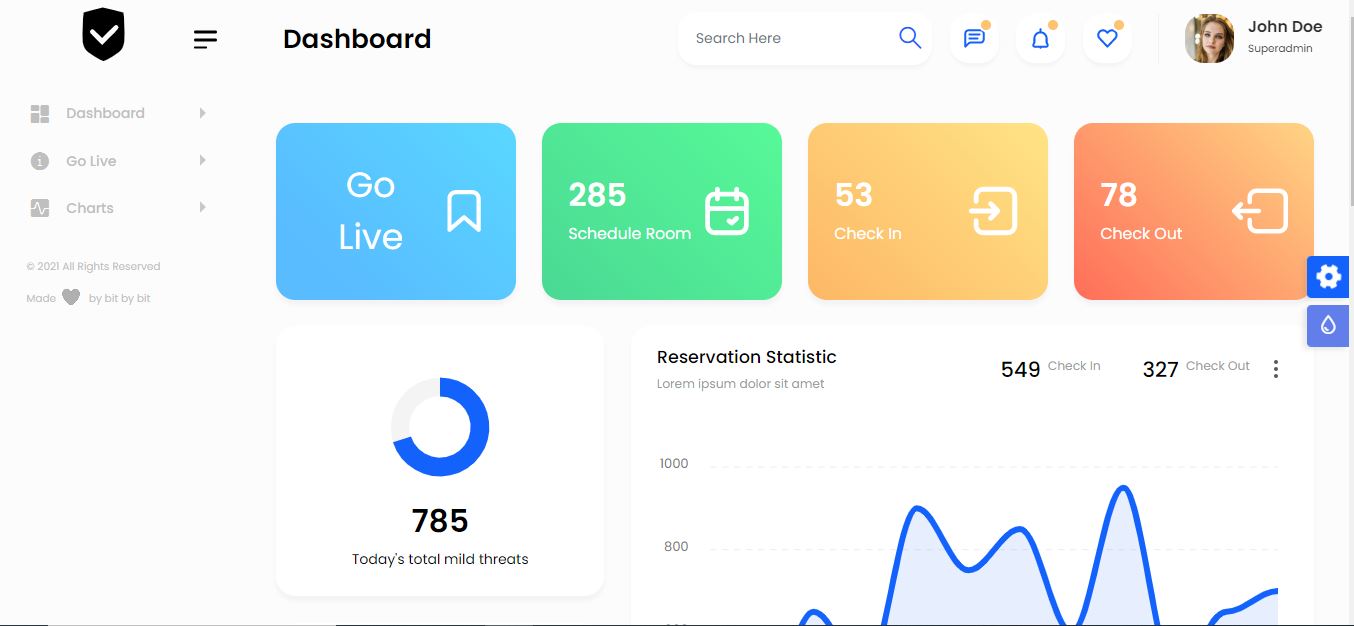 Dashboard
Search Here
John Doe
Superadmin
Dashboard
Go Live
Charts
© 2021 All Rights Reserved
Made
by bit by bit
Go
Live
285
Schedule Room
53
Check In
78
Check Out
785
Today's total mild threats
Reservation Statistic
Lorem ipsum dolor sit amet
549 Check In
327 Check Out
1000
800